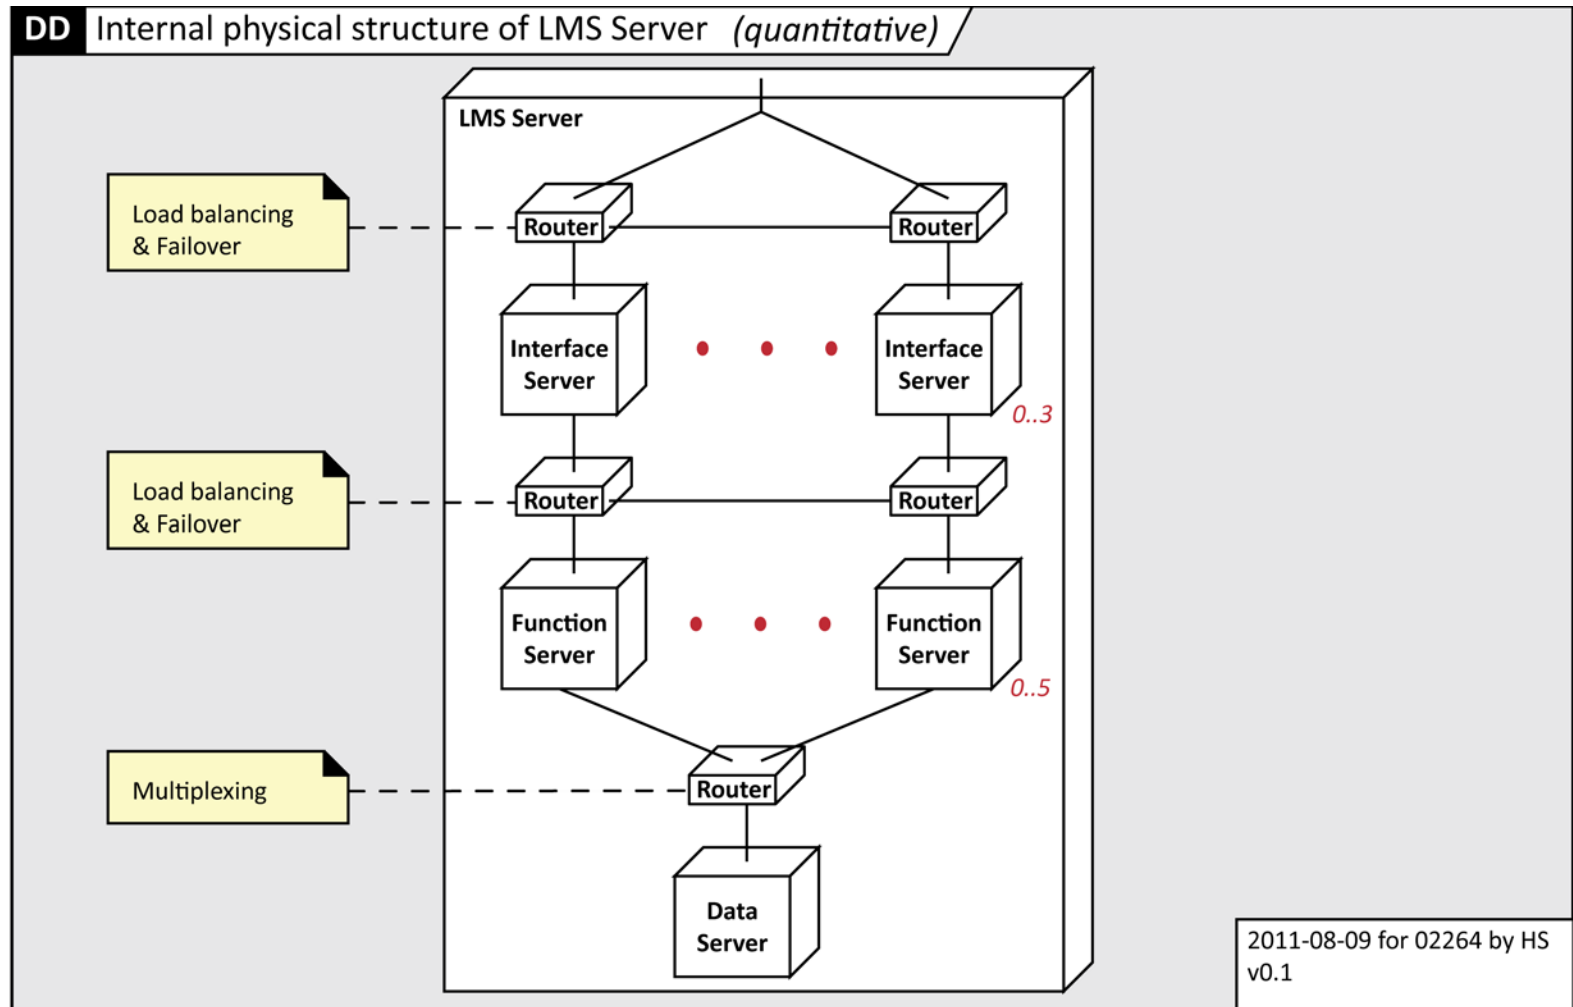 DD Internal physical structure of LMS Server (quantitative)
LMS Server
Load balancing
& Failover
Router Router
Interface
Server
Interface
Server
0..3
Load balancing
& Failover
Router Router
Function
Server
Function
Server
0..5
Multiplexing
Router
Data
Server
2011-08-09 for 02264 by HS
v0.1